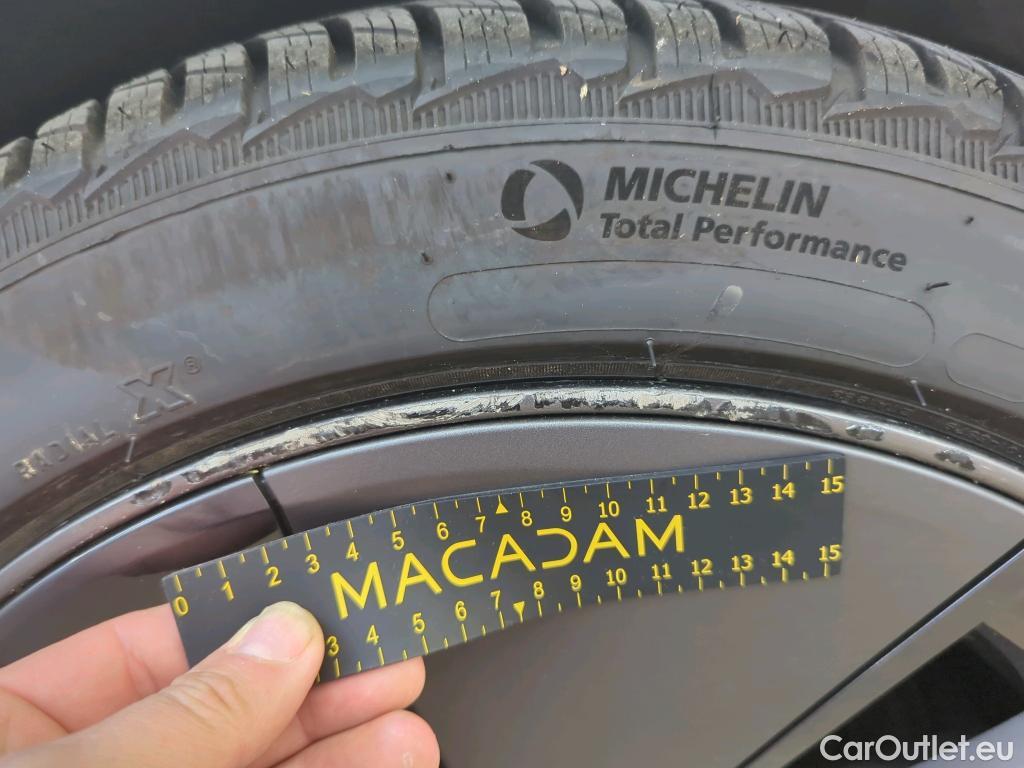 MICHELIN
Total Performance
RADIAL X®
0 1 2 3 4 5 6 7 8 9 10 11 12 13 14 15
MACADAM
3 4 5 6 7 8 9 10 11 12 13 14 15
CarOutlet.eu